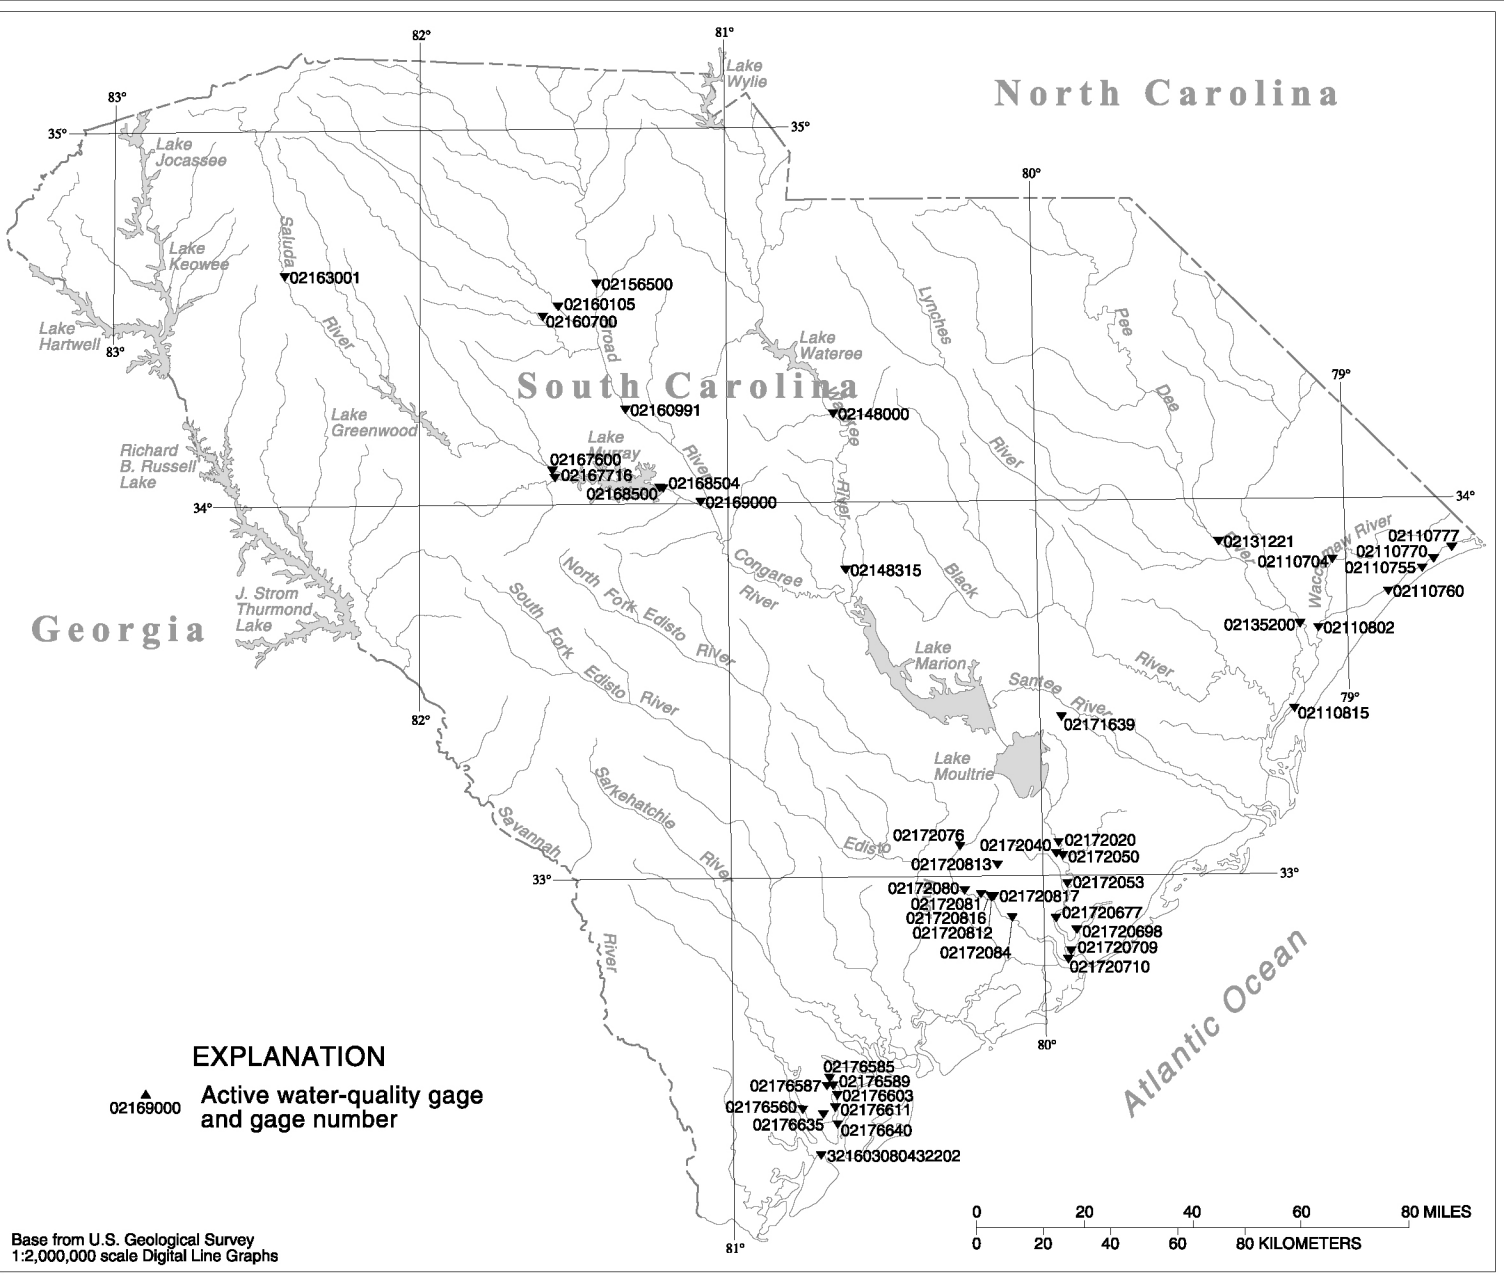 82°
81°
Lake
Wylie
North Carolina
83°
35°
35°
Lake
Jocassee
80°
Saluda
Lake
Keowee
02163001
02156500
02160105
02160700
Lynches
Pee
Lake
Hartwell
83°
River
Broad
Lake
Wateree
South Carolina
79°
Dee
02160991
02148000
Wateree
Lake
Greenwood
Lake
Murray
River
River
Richard
B. Russell
Lake
02167600
02167716
02168504
02168500
02169000
River
34°
34°
02131221
River
Waccamaw River
02110777
02110770
02110704
02110755
02110760
Congaree
River
02148315
Black
North Fork Edisto River
South Fork Edisto River
J. Strom
Thurmond
Lake
Georgia
02135200
02110802
Lake
Marion
River
Santee River
79°
02110815
82°
02171639
Lake
Moultrie
Salkehatchie
River
Savannah
Edisto
02172076
02172040
02172020
02172050
021720813
33°
33°
02172053
02172080
021720817
02172081
021720816
021720812
02172084
021720677
021720698
021720709
021720710
River
Atlantic Ocean
80°
EXPLANATION
02169000
Active water-quality gage
and gage number
02176585
02176587
02176589
02176603
02176560
02176611
02176635
02176640
321603080432202
0 20 40 60 80 MILES
0 20 40 60 80 KILOMETERS
Base from U.S. Geological Survey
1:2,000,000 scale Digital Line Graphs
81°